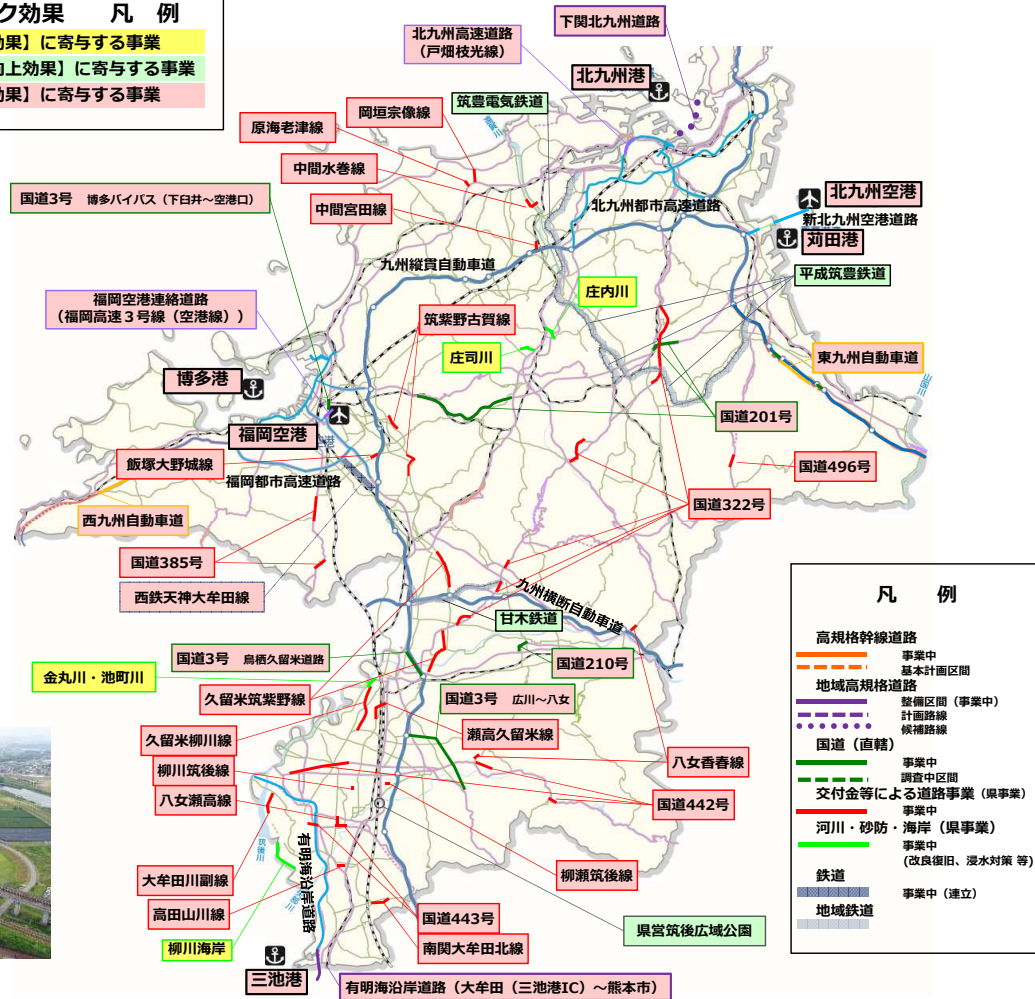 ク効果 凡 例
効果】に寄与する事業
向上効果】に寄与する事業
効果】に寄与する事業
下関北九州道路
北九州高速道路
（戸畑枝光線）
北九州港
筑豊電気鉄道
岡垣宗像線
原海老津線
中間水巻線
国道3号 博多バイパス（下臼井～空港口）
北九州空港
北九州都市高速道路
新北九州空港道路
中間宮田線
苅田港
九州縦貫自動車道
平成筑豊鉄道
庄内川
福岡空港連絡道路
（福岡高速３号線（空港線））
筑紫野古賀線
庄司川
東九州自動車道
博多港
国道201号
福岡空港
飯塚大野城線
国道496号
福岡都市高速道路
国道322号
西九州自動車道
国道385号
西鉄天神大牟田線
九州横断自動車道
甘木鉄道
国道3号 鳥栖久留米道路
国道210号
金丸川・池町川
久留米筑紫野線
国道3号 広川～八女
久留米柳川線
瀬高久留米線
八女香春線
柳川筑後線
国道442号
八女瀬高線
筑後川
有明海沿岸道路
大牟田川副線
柳瀬筑後線
高田山川線
国道443号
県営筑後広域公園
柳川海岸
南関大牟田北線
三池港
有明海沿岸道路（大牟田（三池港IC）～熊本市）
凡 例
高規格幹線道路
事業中
基本計画区間
地域高規格道路
整備区間（事業中）
計画路線
候補路線
国道（直轄）
事業中
調査中区間
交付金等による道路事業（県事業）
事業中
河川・砂防・海岸（県事業）
事業中
(改良復旧、浸水対策 等)
鉄道
事業中（連立）
地域鉄道